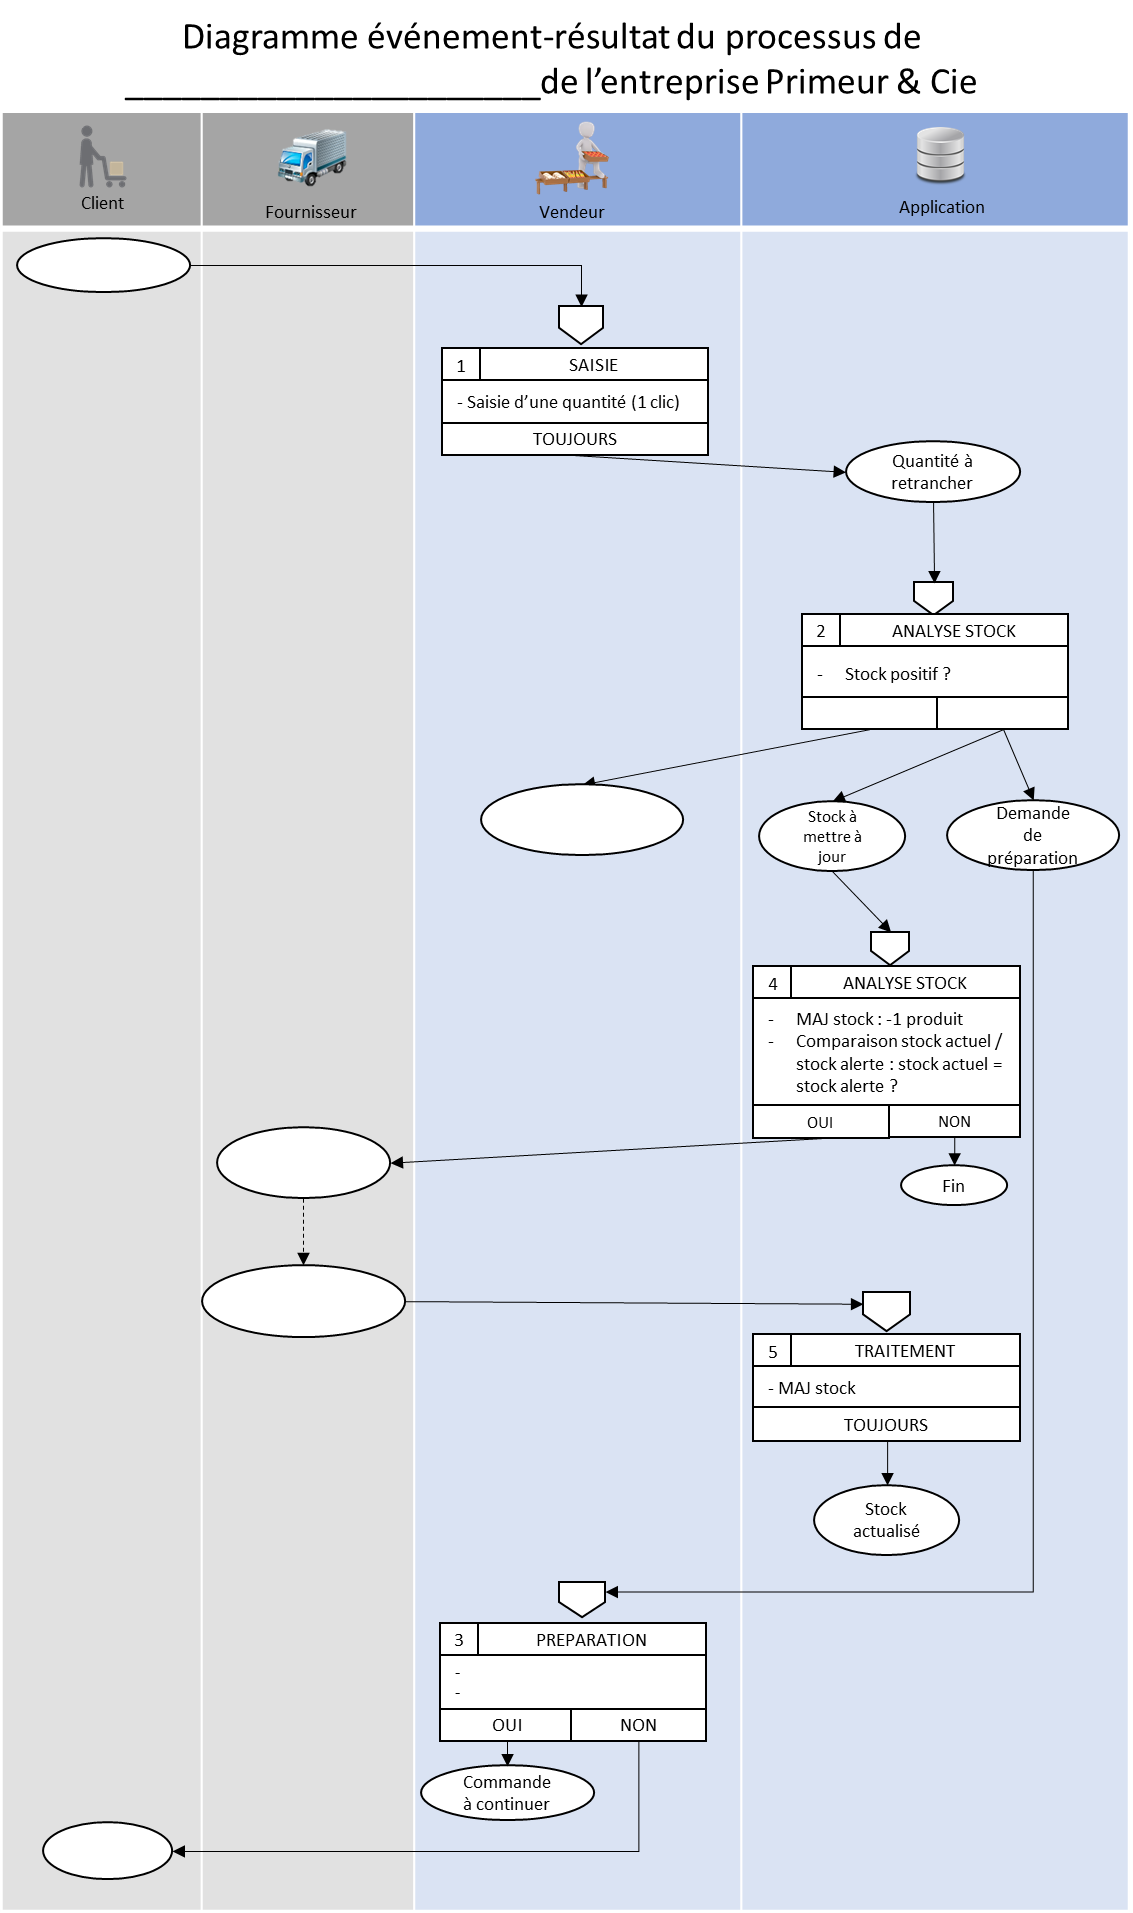 Diagramme événement-résultat du processus de
______________________de l’entreprise Primeur & Cie
Client
Fournisseur
Vendeur
Application
1
SAISIE
- Saisie d’une quantité (1 clic)
TOUJOURS
Quantité à
retrancher
2
ANALYSE STOCK
- Stock positif ?
Stock à
mettre à
jour
Demande
de
préparation
4
ANALYSE STOCK
- MAJ stock : -1 produit
- Comparaison stock actuel /
stock alerte : stock actuel =
stock alerte ?
OUI
NON
Fin
5
TRAITEMENT
- MAJ stock
TOUJOURS
Stock
actualisé
3
PREPARATION
-
-
OUI
NON
Commande
à continuer